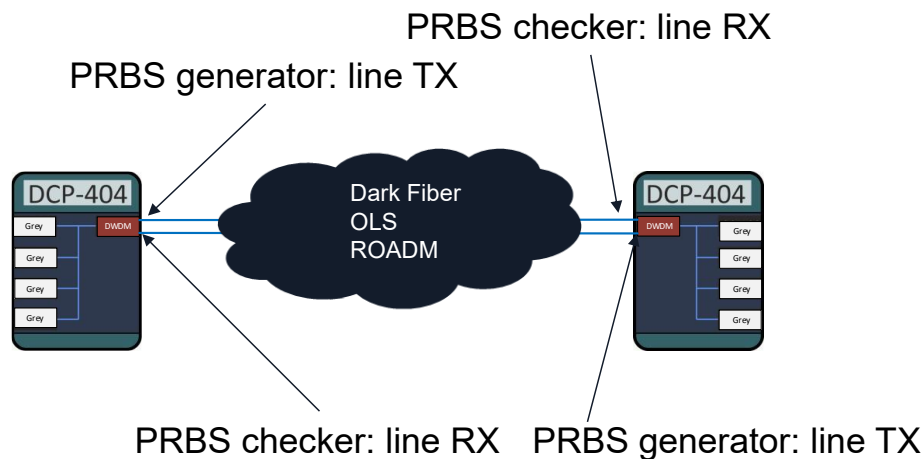 PRBS checker: line RX
PRBS generator: line TX
DCP-404
Grey
DWDM
Grey
Grey
Grey
Dark Fiber
OLS
ROADM
DCP-404
DWDM
Grey
Grey
Grey
Grey
PRBS checker: line RX
PRBS generator: line TX